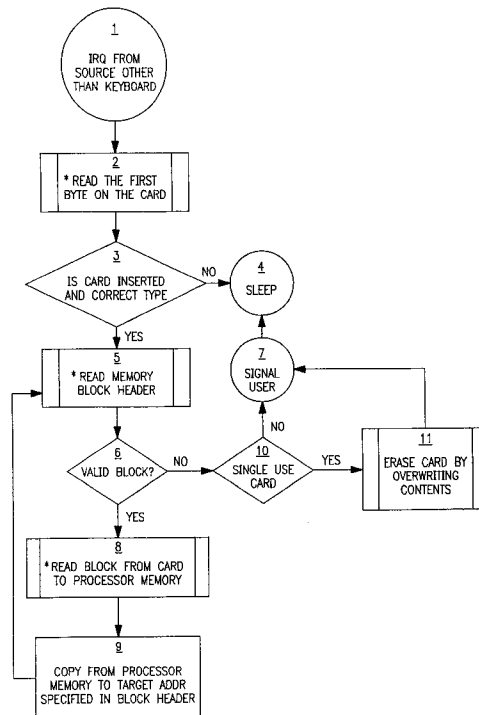 1
IRQ FROM
SOURCE OTHER
THAN KEYBOARD
2
* READ THE FIRST
BYTE ON THE CARD
3
IS CARD INSERTED
AND CORRECT TYPE
NO
4
SLEEP
YES
5
* READ MEMORY
BLOCK HEADER
7
SIGNAL
USER
6
VALID BLOCK?
NO
10
SINGLE USE
CARD
NO
YES
11
ERASE CARD BY
OVERWRITING
CONTENTS
YES
8
* READ BLOCK FROM CARD
TO PROCESSOR MEMORY
9
COPY FROM PROCESSOR
MEMORY TO TARGET ADDR
SPECIFIED IN BLOCK HEADER